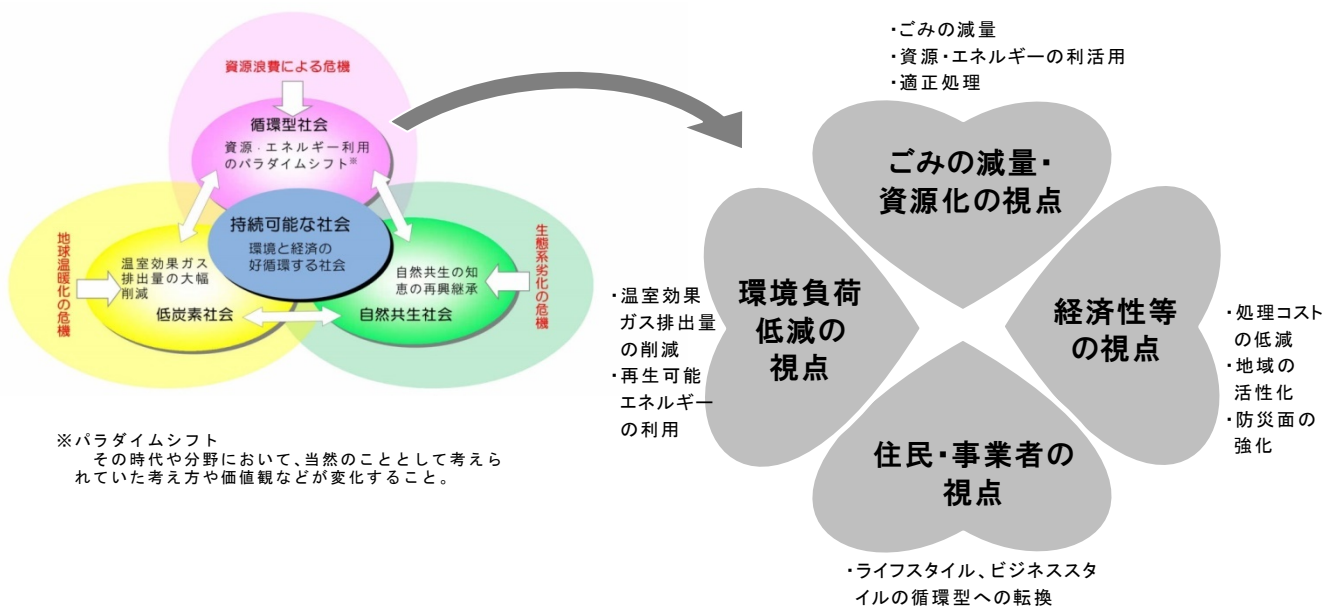 資源浪費による危機
循環型社会
資源・エネルギー利用
のパラダイムシフト※
持続可能な社会
環境と経済の
好循環する社会
地球温暖化の危機
温室効果ガス
排出量の大幅
削減
低炭素社会
自然共生の知
恵の再興継承
自然共生社会
生態系劣化の危機
※パラダイムシフト
その時代や分野において、当然のこととして考えら
れていた考え方や価値観などが変化すること。
・ごみの減量
・資源・エネルギーの利活用
・適正処理
ごみの減量・
資源化の視点
・温室効果
ガス排出量
の削減
・再生可能
エネルギー
の利用
環境負荷
低減の
視点
経済性等
の視点
・処理コスト
の低減
・地域の
活性化
・防災面の
強化
住民・事業者の
視点
・ライフスタイル、ビジネススタ
イルの循環型への転換